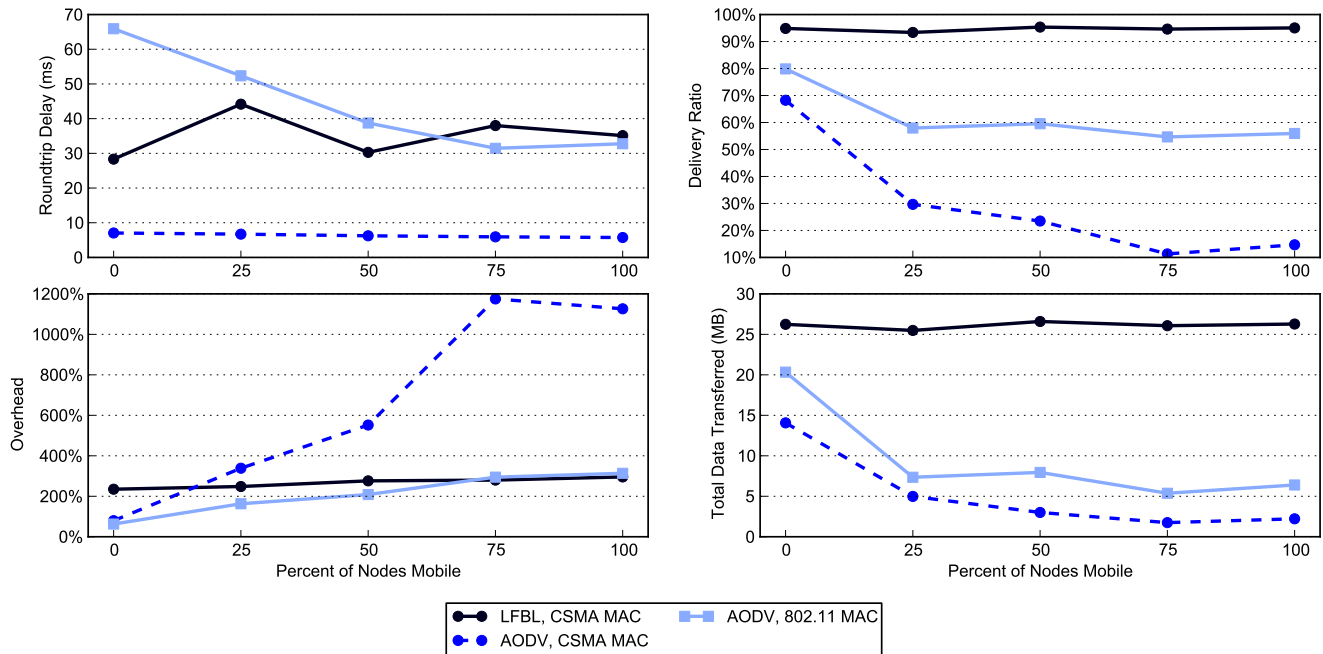 70
60
50
40
30
20
10
0
Roundtrip Delay (ms)
0 25 50 75 100
100%
90%
80%
70%
60%
50%
40%
30%
20%
10%
Delivery Ratio
0 25 50 75 100
1200%
1000%
800%
600%
400%
200%
0%
Overhead
0 25 50 75 100
Percent of Nodes Mobile
30
25
20
15
10
5
0
Total Data Transferred (MB)
0 25 50 75 100
Percent of Nodes Mobile
LFBL, CSMA MAC AODV, 802.11 MAC
AODV, CSMA MAC